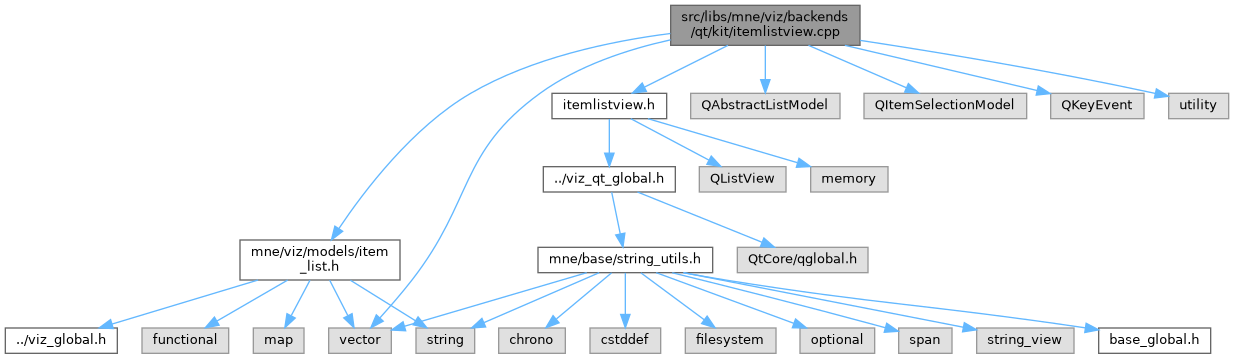 src/libs/mne/viz/backends
/qt/kit/itemlistview.cpp
itemlistview.h
QAbstractListModel
QItemSelectionModel
QKeyEvent
utility
../viz_qt_global.h
QListView
memory
mne/viz/models/item
_list.h
mne/base/string_utils.h
QtCore/qglobal.h
../viz_global.h
functional
map
vector
string
chrono
cstddef
filesystem
optional
span
string_view
base_global.h